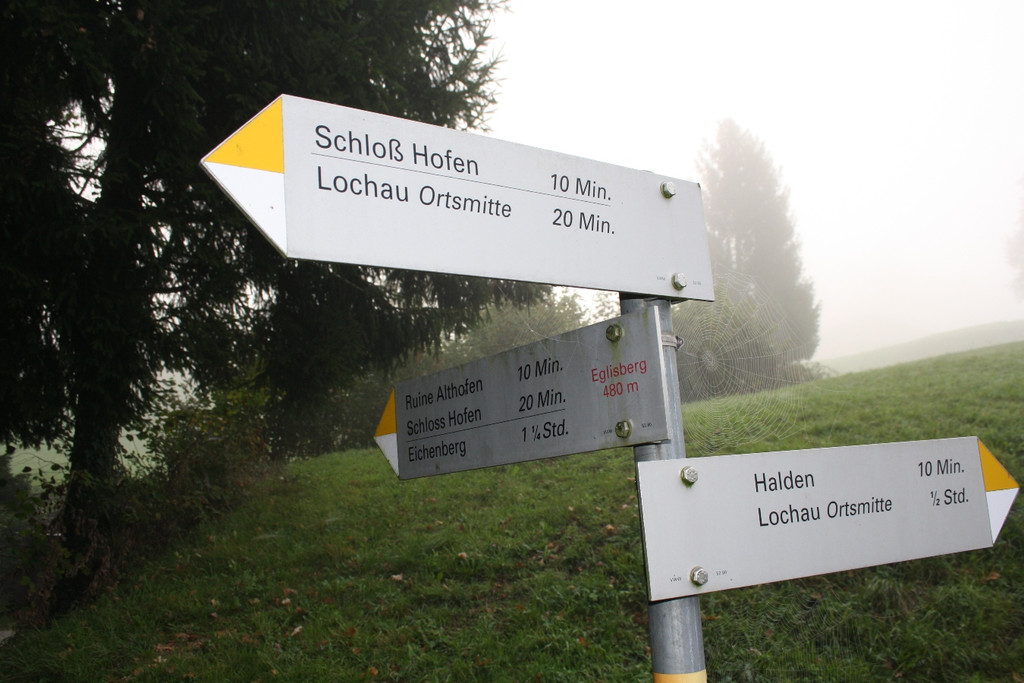 Schloß Hofen 10 Min.
Lochau Ortsmitte 20 Min.
Ruine Althofen 10 Min.
Schloss Hofen 20 Min.
Eichenberg 1 ¼ Std.
Eglisberg
480 m
Halden 10 Min.
Lochau Ortsmitte ½ Std.